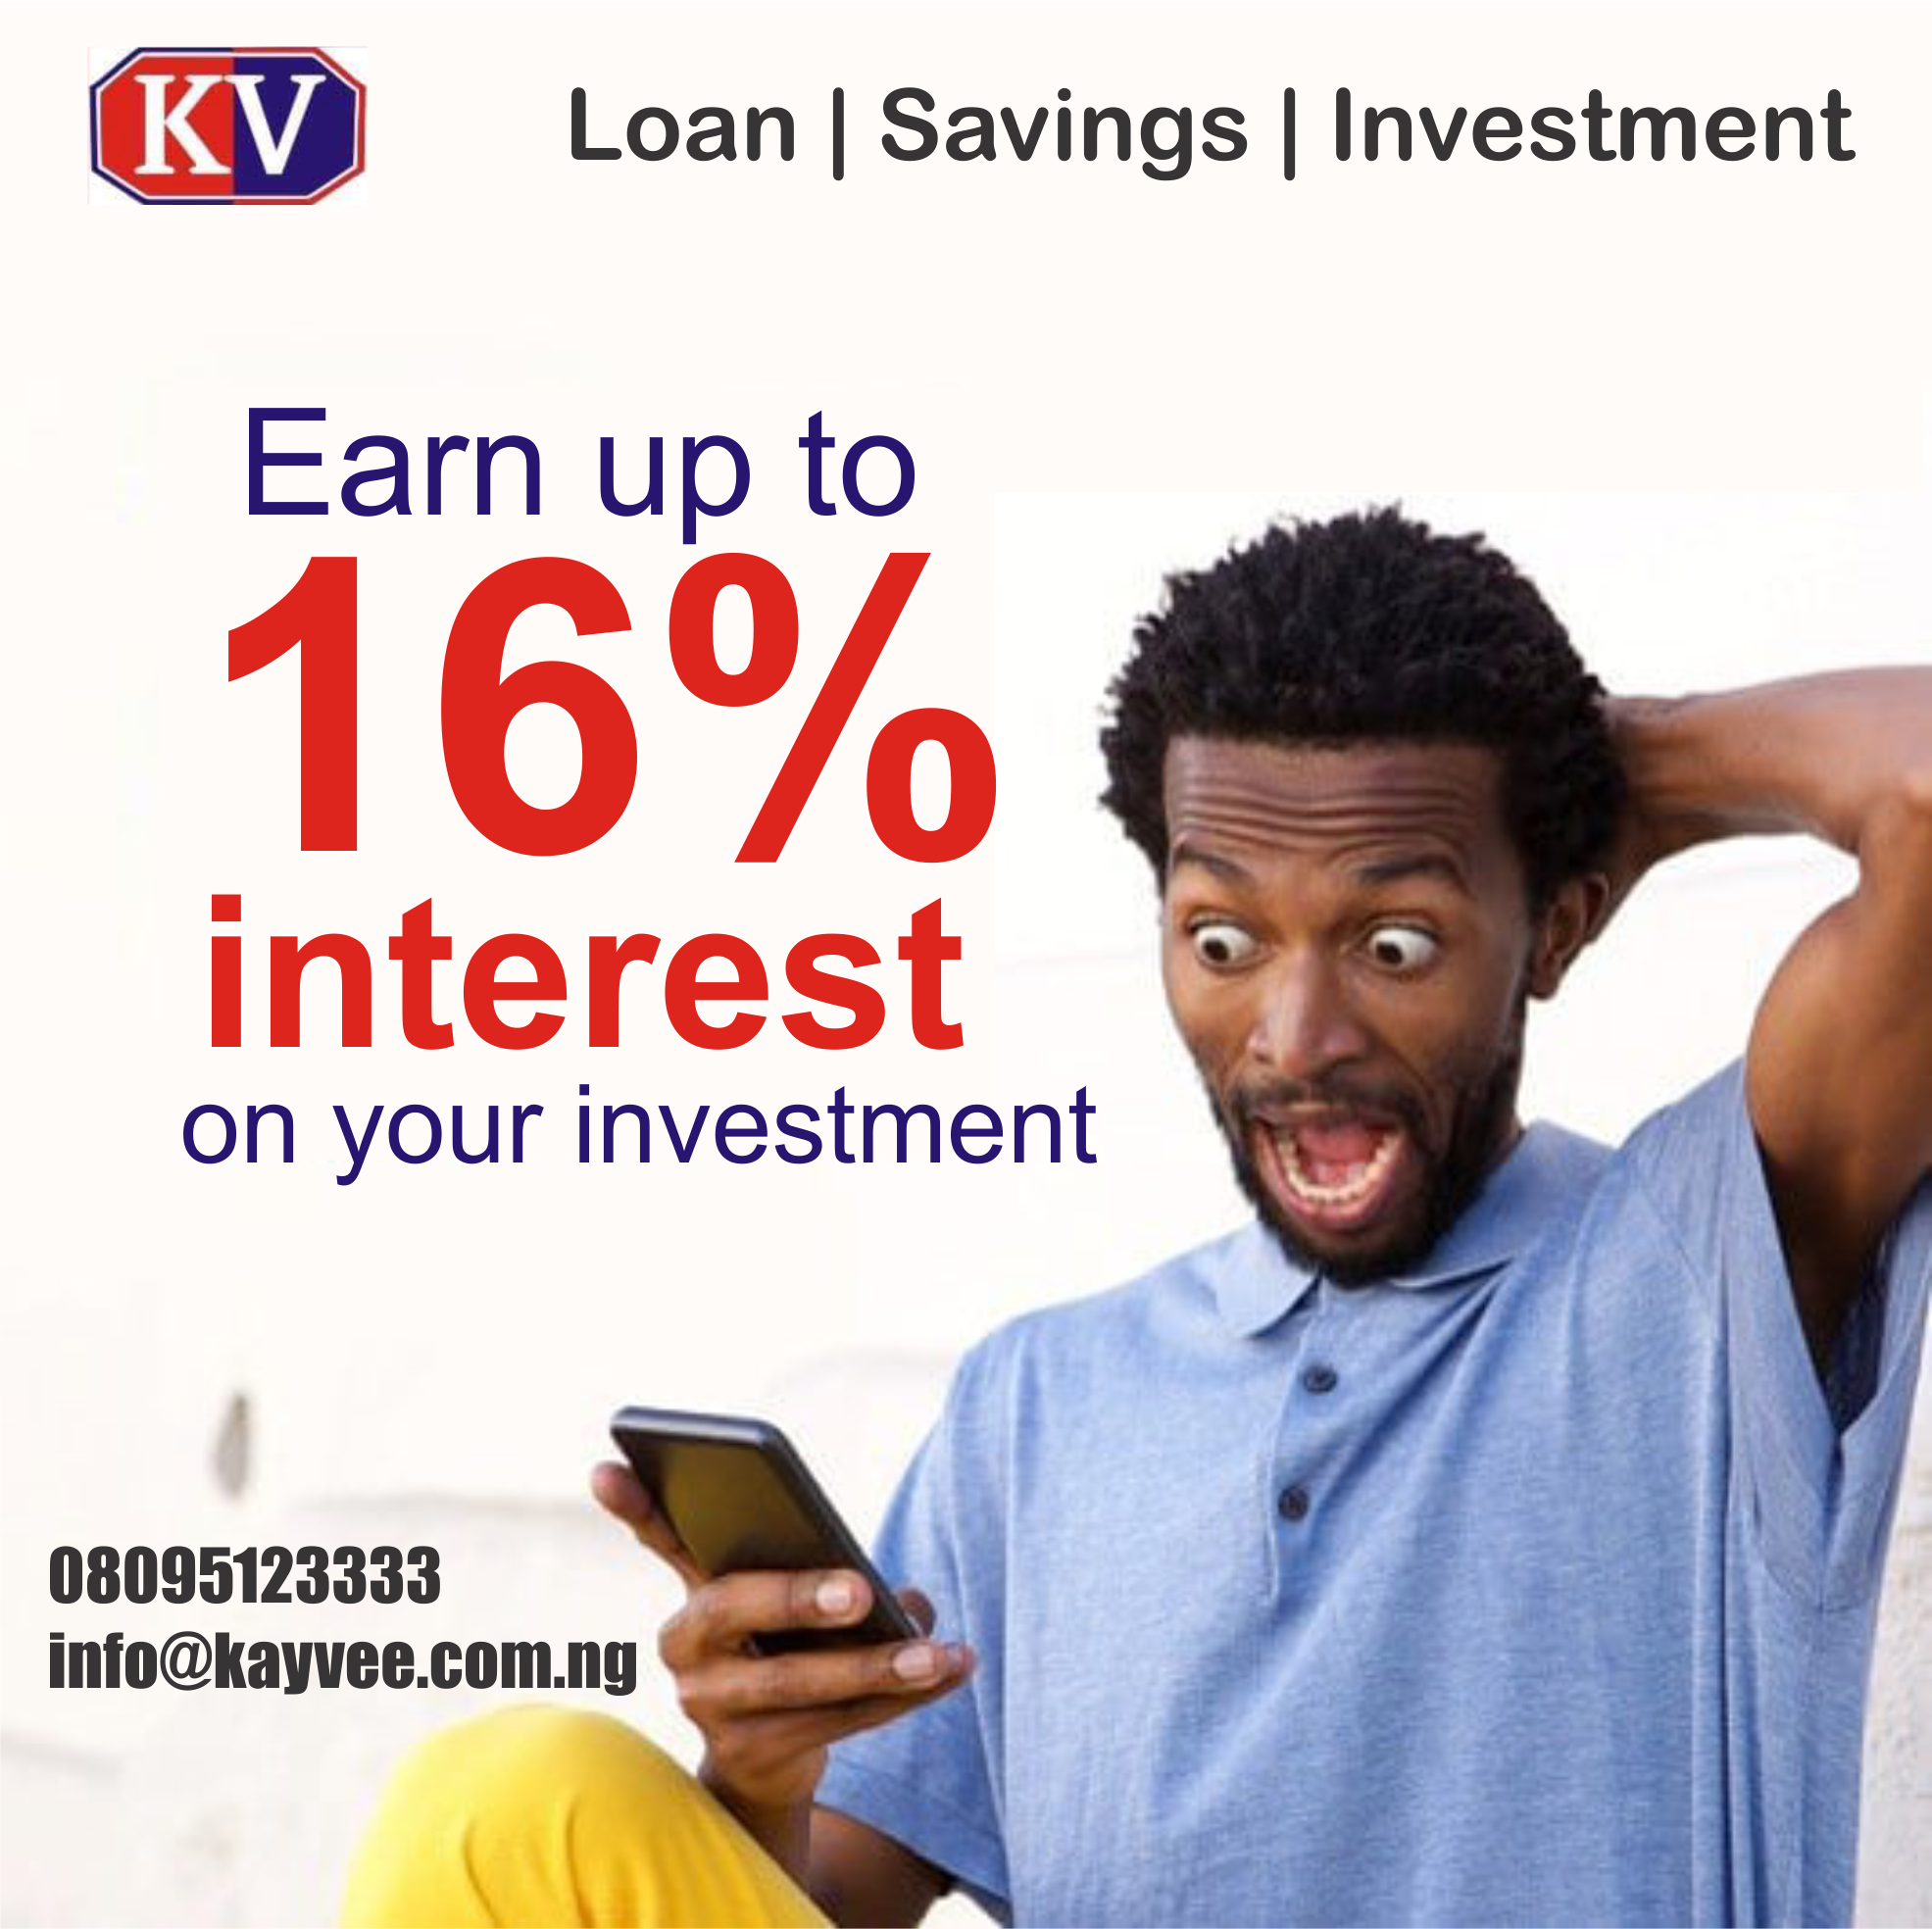 KV
Loan | Savings | Investment
Earn up to
16%
interest
on your investment
08095123333
info@kayvee.com.ng